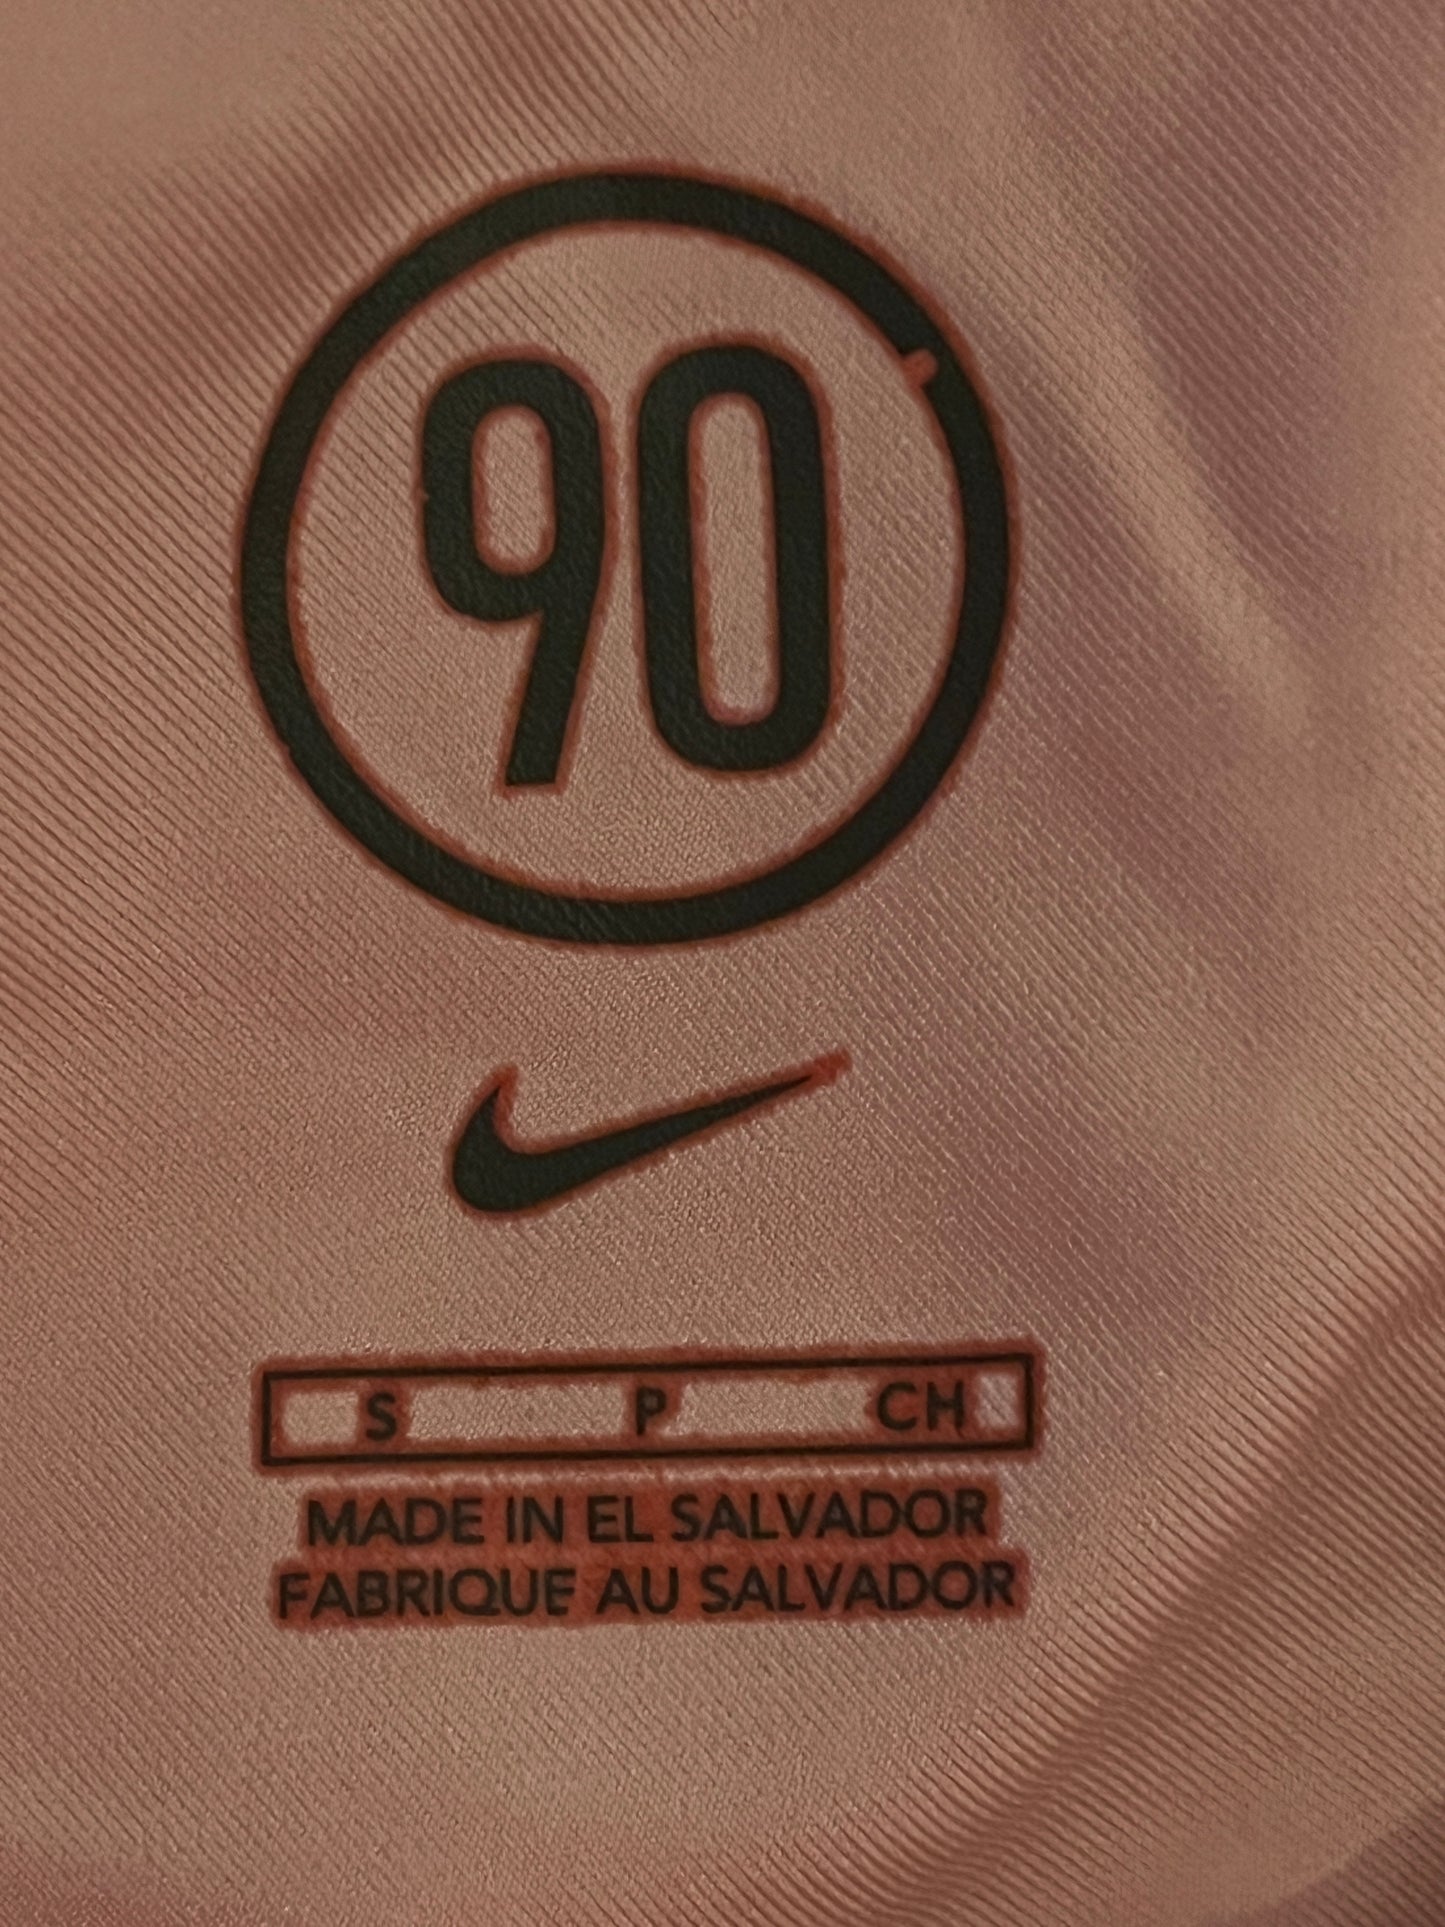 90
S P CH
MADE IN EL SALVADOR
FABRIQUE AU SALVADOR